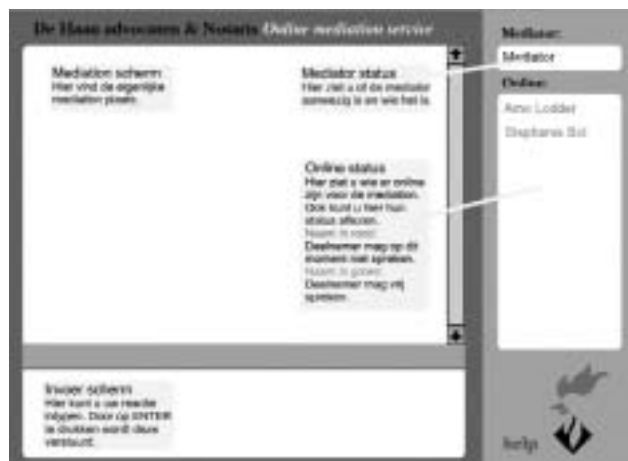 De Haan advocaten & Notaris Online mediation service
Mediation scherm
Hier vind de eigenlijke
mediation plaats.
Mediator status
Hier ziet u of de mediator
aanwezig is en wie het is.
Online status
Hier ziet u wie er online
zijn voor de mediation.
Ook kunt u hier hun
status aflezen.
Naam in rood:
Deelnemer mag op dit
moment niet spreken.
Naam in groen:
Deelnemer mag vrij
spreken.
Invoer scherm
Hier kunt u uw reactie
intypen. Door op ENTER
te drukken wordt deze
verstuurd.
Mediator:
Mediator
Online:
Arno Lodder
Stephanie Bol
help